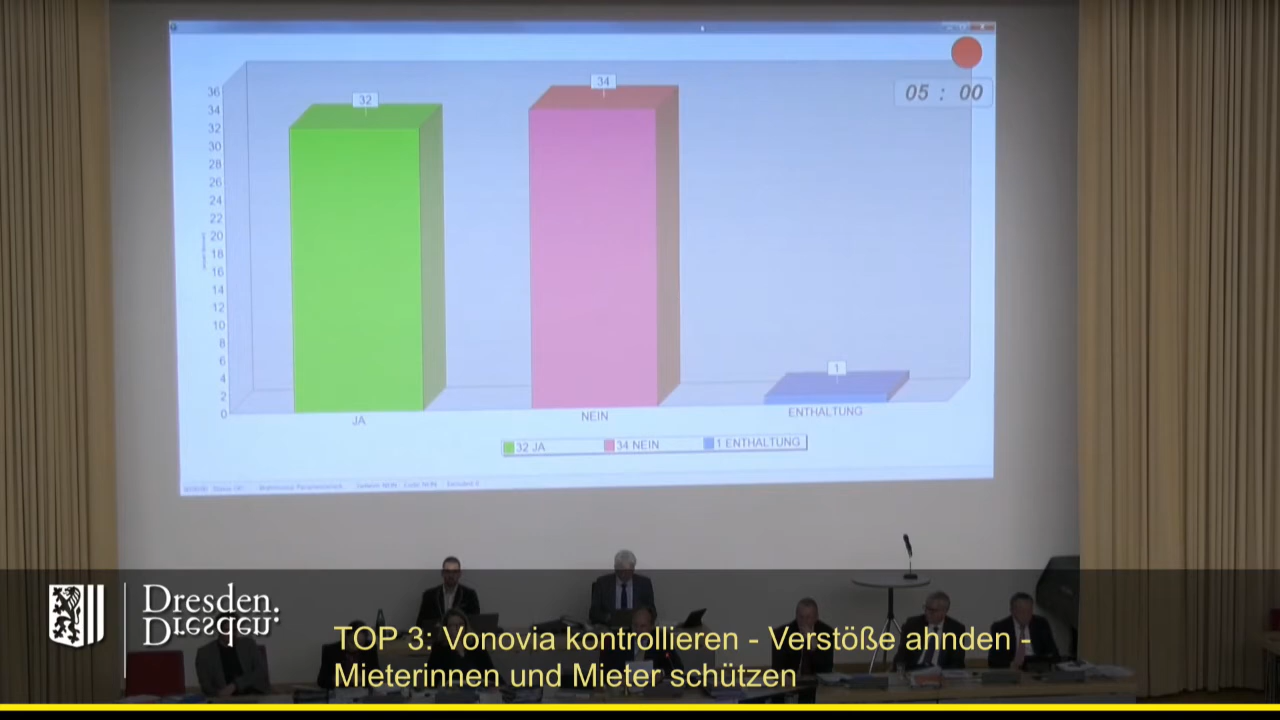 05 : 00
32
34
1
36
34
32
30
28
26
24
22
20
18
16
14
12
10
8
6
4
2
0
JA
NEIN
ENTHALTUNG
32 JA
34 NEIN
1 ENTHALTUNG
Dresden.
Dresden.
TOP 3: Vonovia kontrollieren - Verstöße ahnden -
Mieterinnen und Mieter schützen